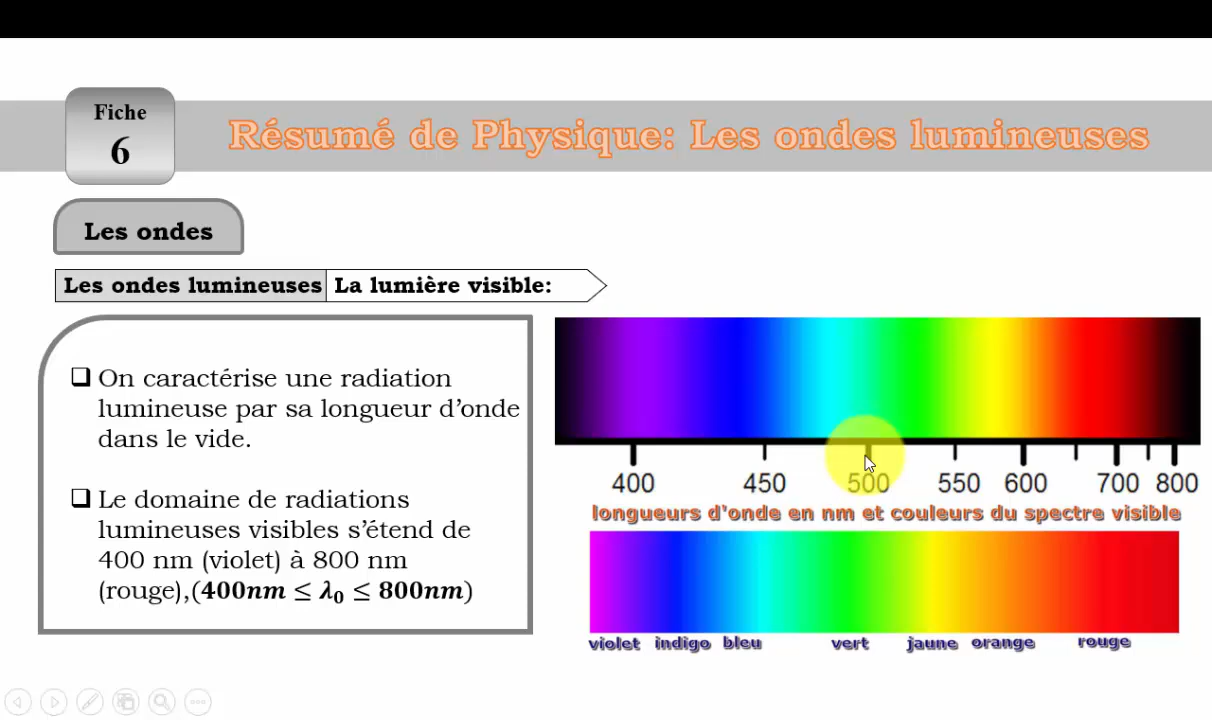 Fiche
6
Résumé de Physique: Les ondes lumineuses
Les ondes
Les ondes lumineuses La lumière visible:
❑ On caractérise une radiation
lumineuse par sa longueur d’onde
dans le vide.
❑ Le domaine de radiations
lumineuses visibles s’étend de
400 nm (violet) à 800 nm
(rouge),(400nm ≤ λ₀ ≤ 800nm)
400 450 500 550 600 700 800
longueurs d'onde en nm et couleurs du spectre visible
violet indigo bleu vert jaune orange rouge